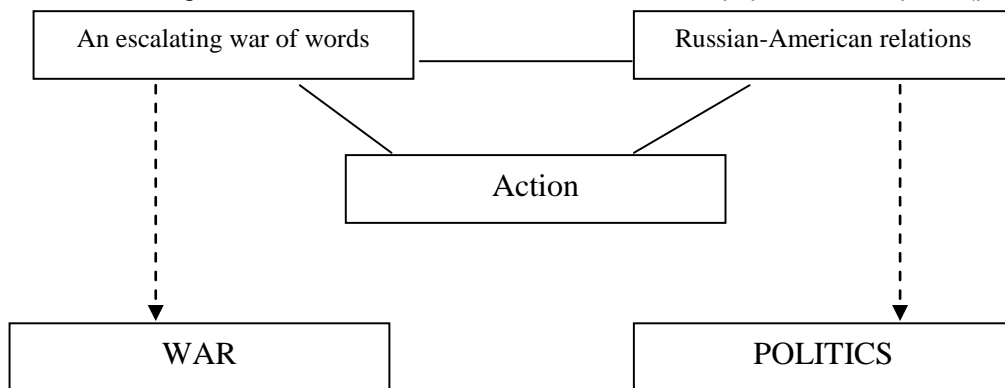 An escalating war of words
Russian-American relations
Action
WAR
POLITICS